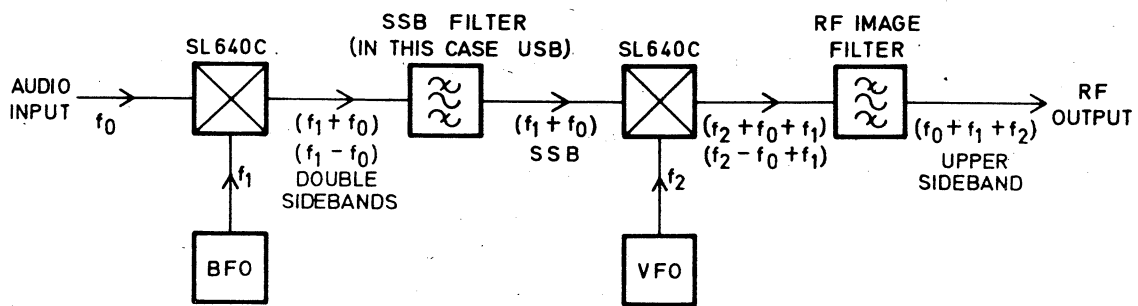 SSB FILTER
(IN THIS CASE USB)
RF IMAGE
FILTER
SL640C
SL640C
AUDIO
INPUT
f₀
(f₁ + f₀)
(f₁ - f₀)
DOUBLE
SIDEBANDS
(f₁ + f₀)
SSB
(f₂ + f₀ + f₁)
(f₂ - f₀ + f₁)
(f₀ + f₁ + f₂)
UPPER
SIDEBAND
RF
OUTPUT
f₁
f₂
BFO
VFO